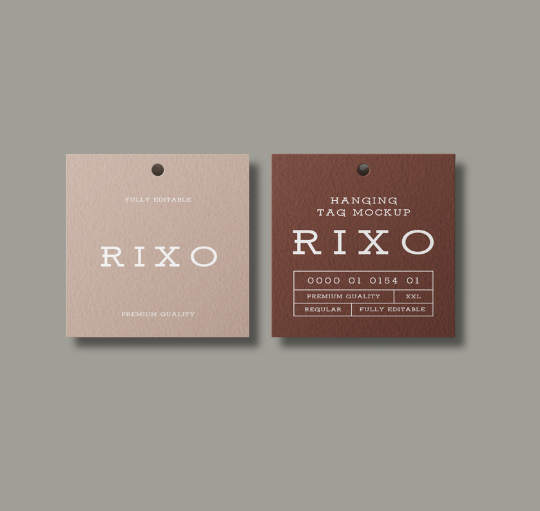 FULLY EDITABLE
RIXO
PREMIUM QUALITY
HANGING
TAG MOCKUP
RIXO
0000 01 0154 01
PREMIUM QUALITY XXL
REGULAR FULLY EDITABLE